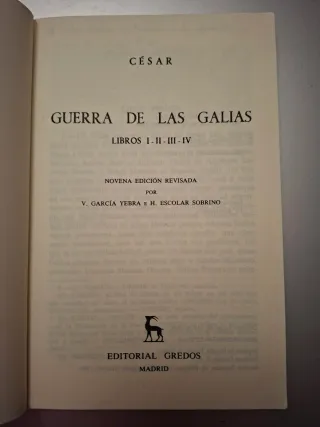 CÉSAR
GUERRA DE LAS GALIAS
LIBROS I - II - III - IV
NOVENA EDICIÓN REVISADA
POR
V. GARCÍA YEBRA e H. ESCOLAR SOBRINO
EDITORIAL GREDOS
MADRID